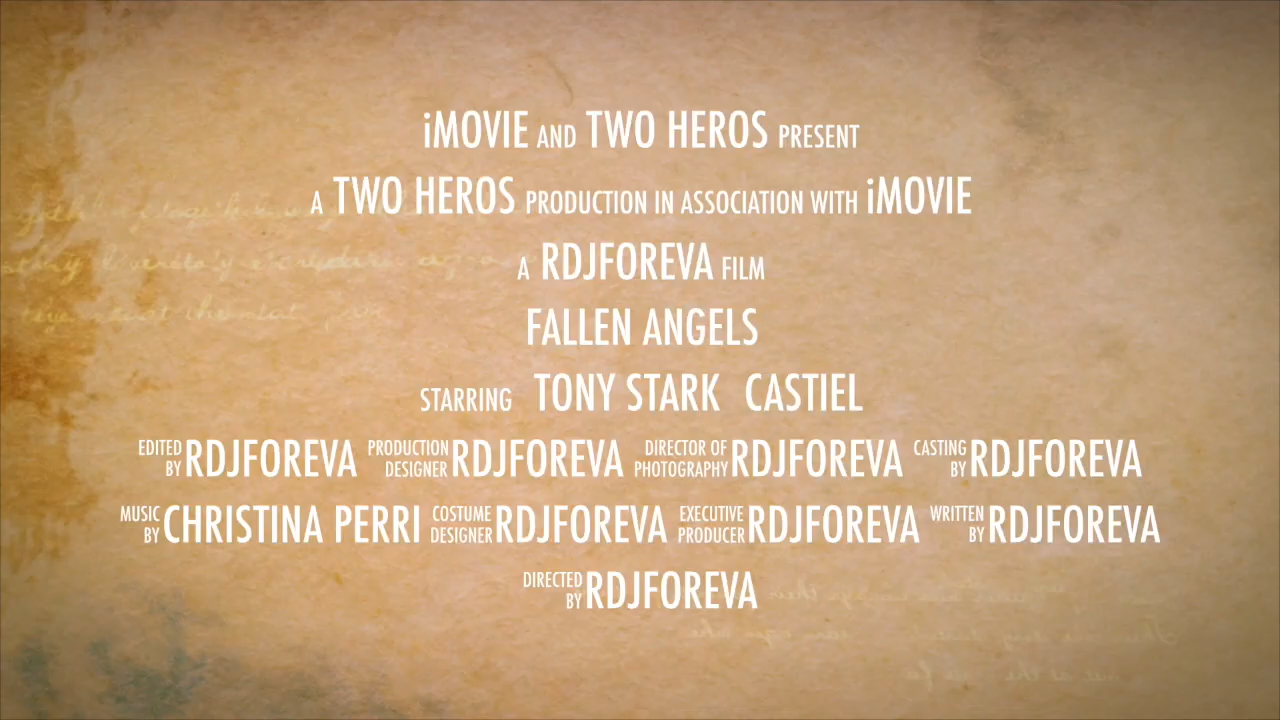 iMOVIE AND TWO HEROS PRESENT
A TWO HEROS PRODUCTION IN ASSOCIATION WITH iMOVIE
A RDJFOREVA FILM
FALLEN ANGELS
STARRING TONY STARK CASTIEL
EDITED BY RDJFOREVA PRODUCTION DESIGNER RDJFOREVA DIRECTOR OF PHOTOGRAPHY RDJFOREVA CASTING BY RDJFOREVA
MUSIC BY CHRISTINA PERRI COSTUME DESIGNER RDJFOREVA EXECUTIVE PRODUCER RDJFOREVA WRITTEN BY RDJFOREVA
DIRECTED BY RDJFOREVA